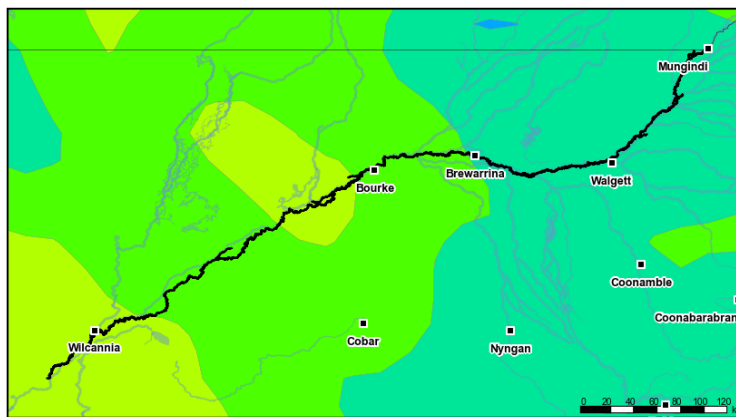 Mungindi
Brewarrina
Walgett
Bourke
Coonamble
Coonabarabran
Wilcannia
Cobar
Nyngan
0 20 40 60 80 100 120
k